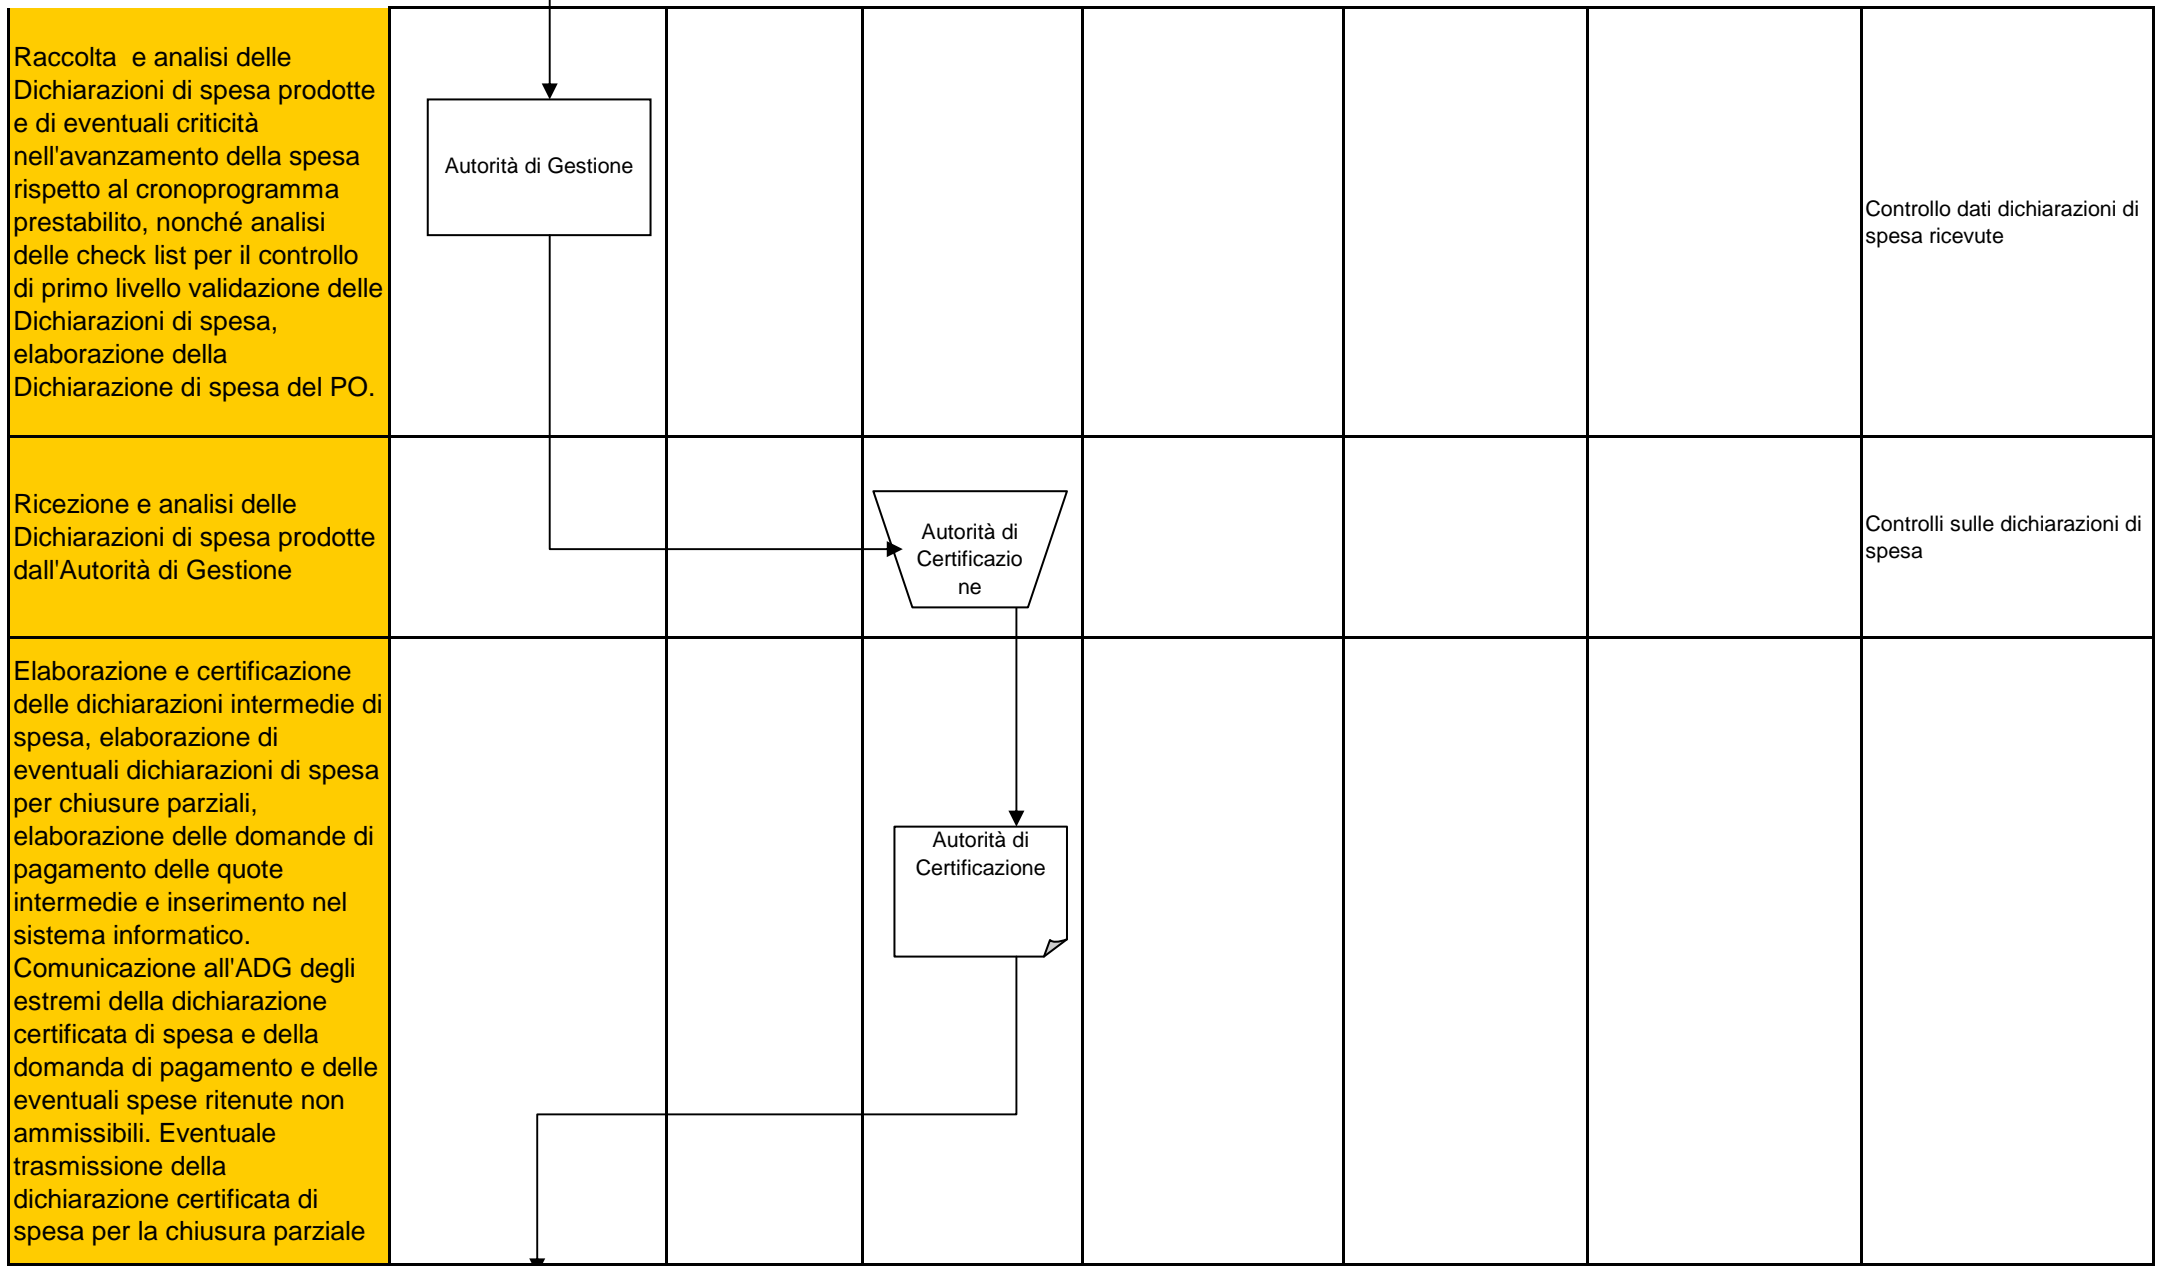 Raccolta  e analisi delle
Dichiarazioni di spesa prodotte
e di eventuali criticità
nell'avanzamento della spesa
rispetto al cronoprogramma
prestabilito, nonché analisi
delle check list per il controllo
di primo livello validazione delle
Dichiarazioni di spesa,
elaborazione della
Dichiarazione di spesa del PO.
Autorità di Gestione
Controllo dati dichiarazioni di
spesa ricevute
Ricezione e analisi delle
Dichiarazioni di spesa prodotte
dall'Autorità di Gestione
Autorità di
Certificazio
ne
Controlli sulle dichiarazioni di
spesa
Elaborazione e certificazione
delle dichiarazioni intermedie di
spesa, elaborazione di
eventuali dichiarazioni di spesa
per chiusure parziali,
elaborazione delle domande di
pagamento delle quote
intermedie e inserimento nel
sistema informatico.
Comunicazione all'ADG degli
estremi della dichiarazione
certificata di spesa e della
domanda di pagamento e delle
eventuali spese ritenute non
ammissibili. Eventuale
trasmissione della
dichiarazione certificata di
spesa per la chiusura parziale
Autorità di
Certificazione